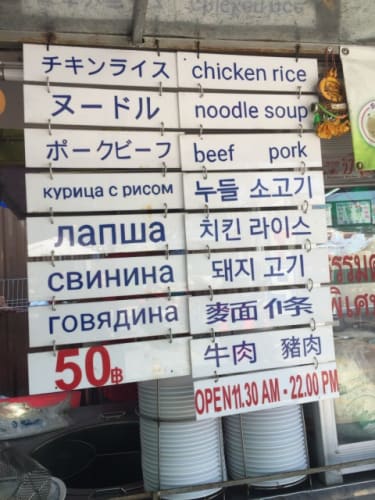 チキンライス chicken rice
ヌードル noodle soup
ポークビーフ beef pork
курица с рисом 누들 소고기
лапша 치킨 라이스
свинина 돼지 고기
говядина 麥面 條
50฿ 牛肉 豬肉
OPEN 11.30 AM - 22.00 PM